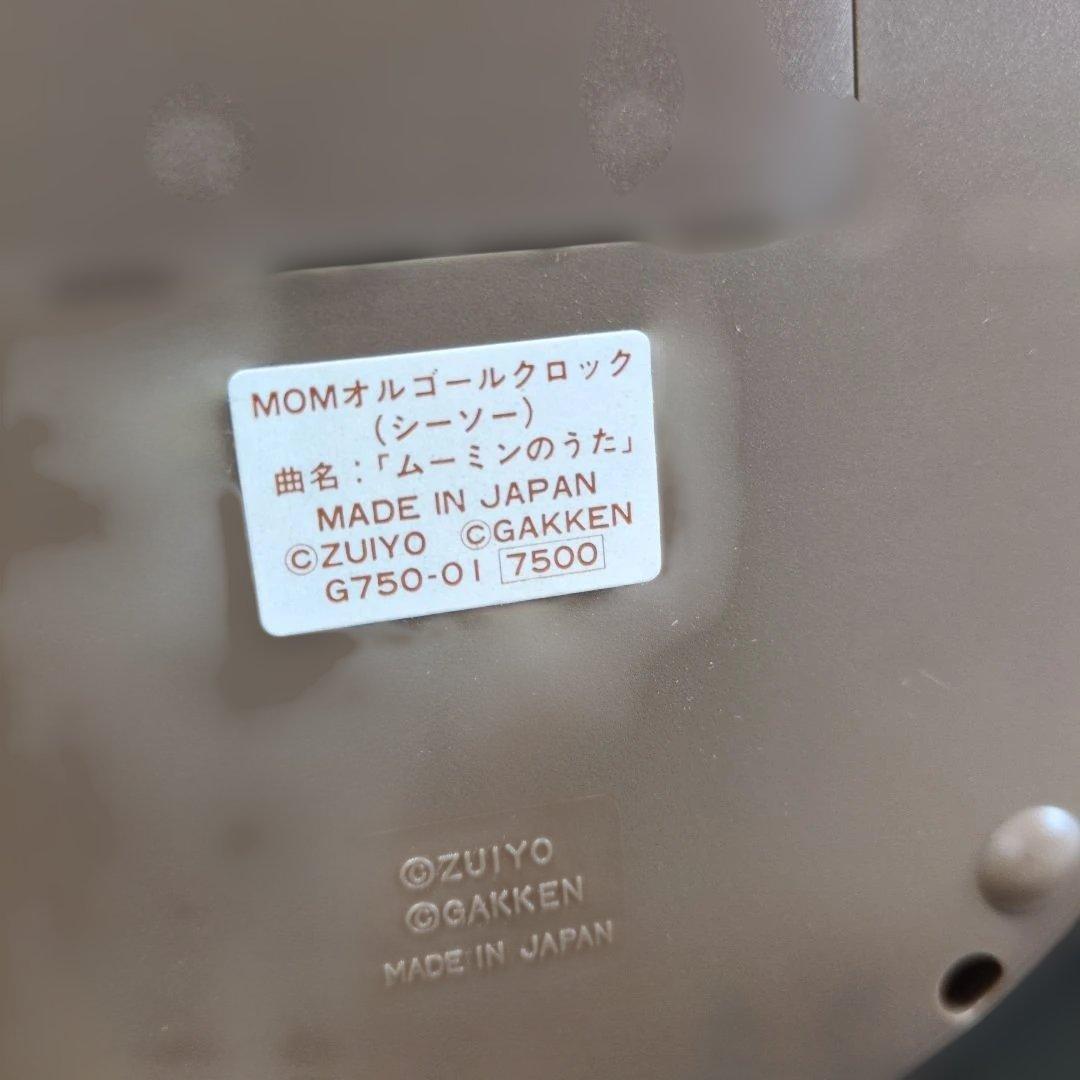 MOMオルゴールクロック
(シーソー)
曲名:「ムーミンのうた」
MADE IN JAPAN
©ZUIYO ©GAKKEN
G750-01 7500
©ZUIYO
©GAKKEN
MADE IN JAPAN